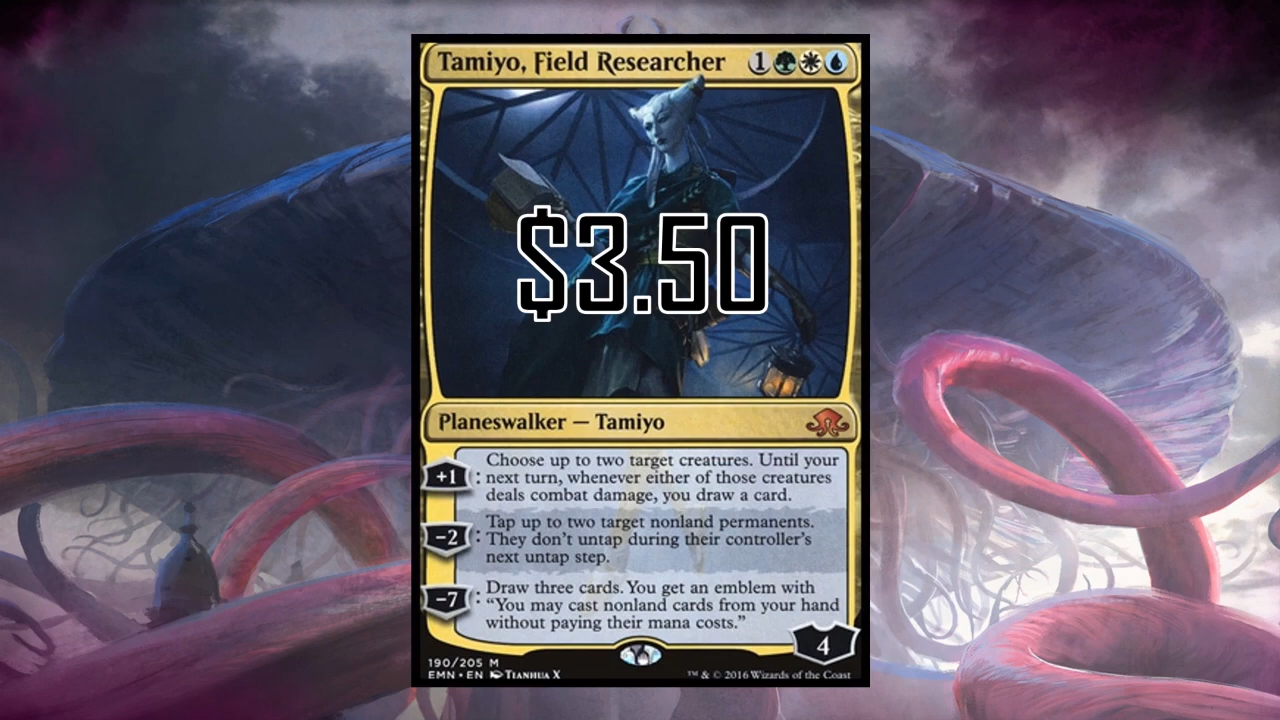 Tamiyo, Field Researcher 1
$3.50
Planeswalker — Tamiyo
+1: Choose up to two target creatures. Until your
next turn, whenever either of those creatures
deals combat damage, you draw a card.
−2: Tap up to two target nonland permanents.
They don't untap during their controller's
next untap step.
−7: Draw three cards. You get an emblem with
"You may cast nonland cards from your hand
without paying their mana costs."
4
190/205 M
EMN • EN Tianhua X
™ & © 2016 Wizards of the Coast